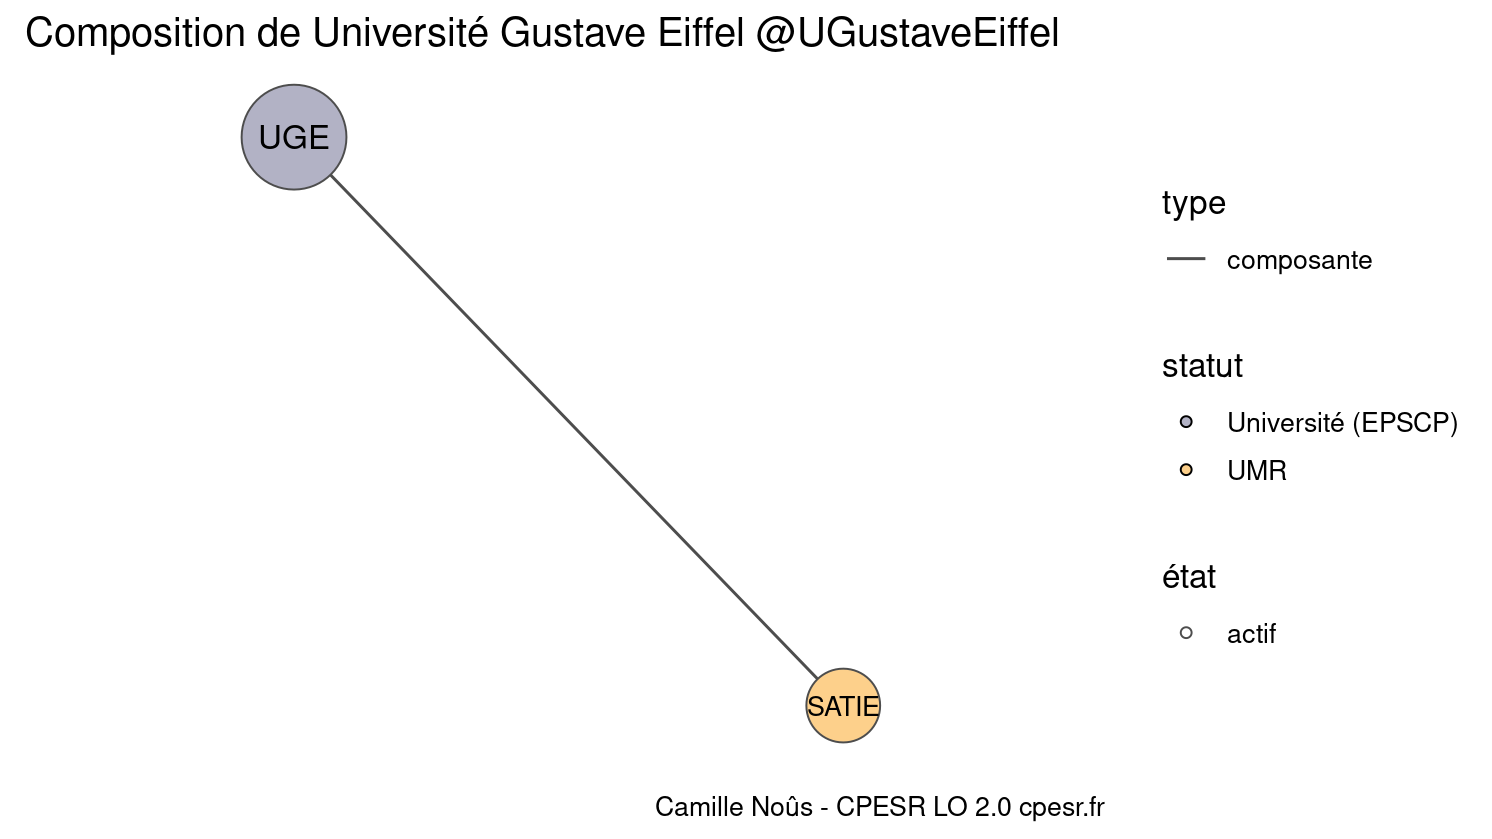 Composition de Université Gustave Eiffel @UGustaveEiffel
UGE
type
composante
statut
Université (EPSCP)
UMR
état
actif
SATIE
Camille Noûs - CPESR LO 2.0 cpesr.fr